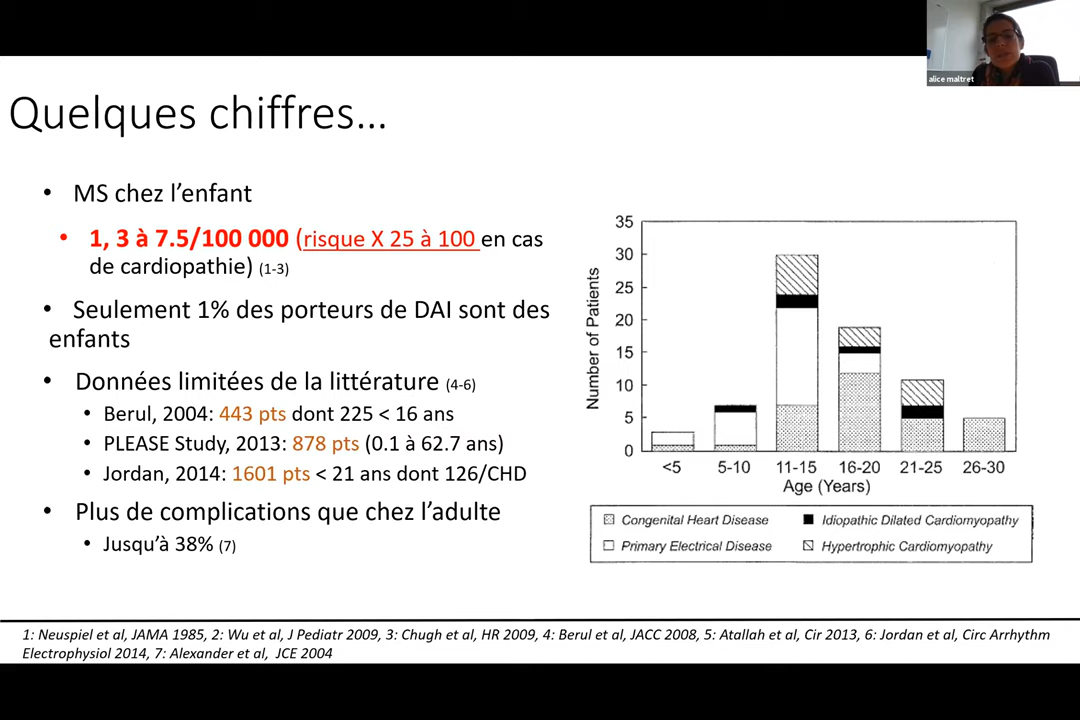 alice maltret
Quelques chiffres…
• MS chez l’enfant
• 1, 3 à 7.5/100 000 (risque X 25 à 100 en cas
de cardiopathie) (1-3)
• Seulement 1% des porteurs de DAI sont des
enfants
• Données limitées de la littérature (4-6)
• Berul, 2004: 443 pts dont 225 < 16 ans
• PLEASE Study, 2013: 878 pts (0.1 à 62.7 ans)
• Jordan, 2014: 1601 pts < 21 ans dont 126/CHD
• Plus de complications que chez l’adulte
• Jusqu’à 38% (7)
Number of Patients
35
30
25
20
15
10
5
0
<5 5-10 11-15 16-20 21-25 26-30
Age (Years)
Congenital Heart Disease Idiopathic Dilated Cardiomyopathy
Primary Electrical Disease Hypertrophic Cardiomyopathy
1: Neuspiel et al, JAMA 1985, 2: Wu et al, J Pediatr 2009, 3: Chugh et al, HR 2009, 4: Berul et al, JACC 2008, 5: Atallah et al, Cir 2013, 6: Jordan et al, Circ Arrhythm
Electrophysiol 2014, 7: Alexander et al, JCE 2004